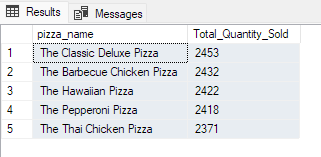 Results Messages
pizza_name Total_Quantity_Sold
1 The Classic Deluxe Pizza 2453
2 The Barbecue Chicken Pizza 2432
3 The Hawaiian Pizza 2422
4 The Pepperoni Pizza 2418
5 The Thai Chicken Pizza 2371